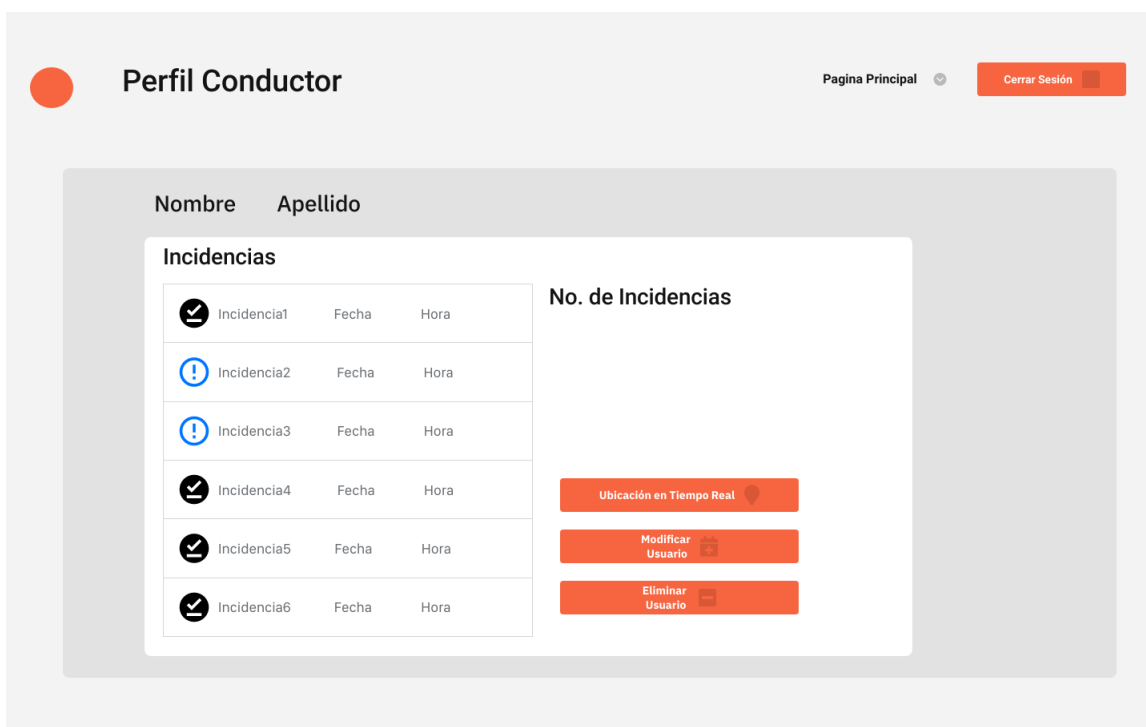 Perfil Conductor
Pagina Principal
Cerrar Sesión
Nombre Apellido
Incidencias
No. de Incidencias
Incidencia1 Fecha Hora
Incidencia2 Fecha Hora
Incidencia3 Fecha Hora
Incidencia4 Fecha Hora
Incidencia5 Fecha Hora
Incidencia6 Fecha Hora
Ubicación en Tiempo Real
Modificar
Usuario
Eliminar
Usuario